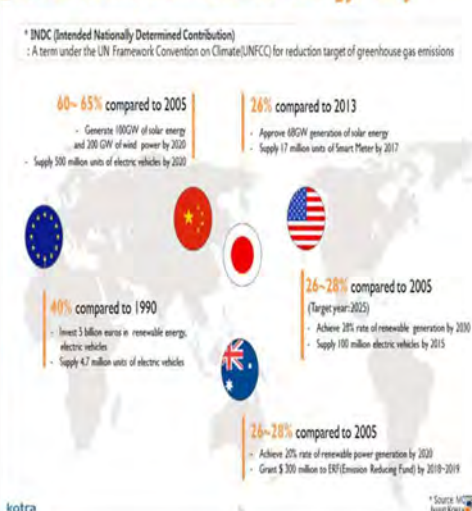 * INDC (Intended Nationally Determined Contribution)
: A term under the UN Framework Convention on Climate(UNFCC) for reduction target of greenhouse gas emissions
60~ 65% compared to 2005
- Generate 100GW of solar energy
and 200 GW of wind power by 2020
- Supply 500 million units of electric vehicles by 2020
26% compared to 2013
- Approve 68GW generation of solar energy
- Supply 17 million units of Smart Meter by 2017
40% compared to 1990
- Invest 5 billion euros in renewable energy,
electric vehicles
- Supply 4.7 million units of electric vehicles
26~28% compared to 2005
(Target year:2025)
- Achieve 28% rate of renewable generation by 2030
- Supply 100 million electric vehicles by 2015
26~28% compared to 2005
- Achieve 20% rate of renewable power generation by 2020
- Grant $ 300 million to ERF(Emission Reducing Fund) by 2018~2019
kotra
* Source: